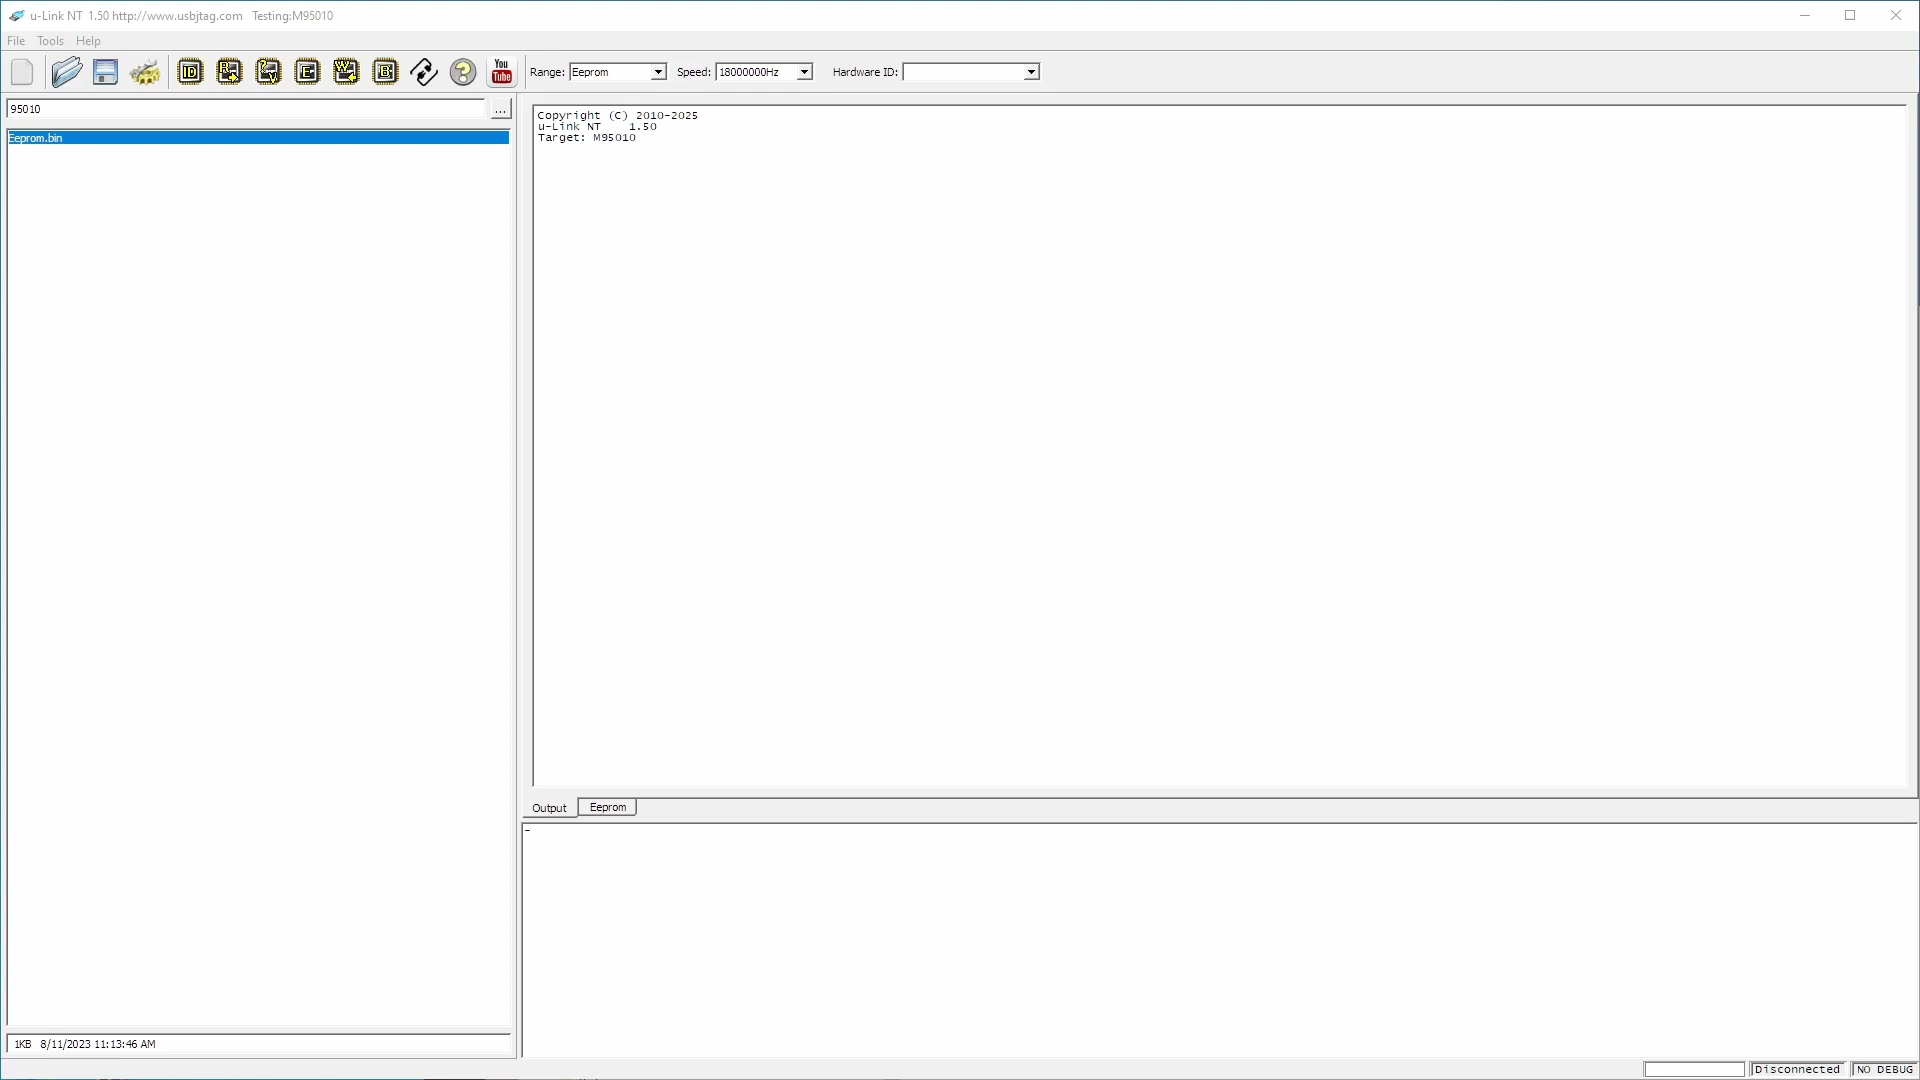 u-Link NT 1.50 http://www.usbjtag.com Testing:M95010
File Tools Help
ID R ? V E W B ? You Tube Range: Eeprom Speed: 18000000Hz Hardware ID:
95010 ...
Eeprom.bin
Copyright (C) 2010-2025
u-Link NT 1.50
Target: M95010
Output Eeprom
-
1KB 8/11/2023 11:13:46 AM
Disconnected NO DEBUG